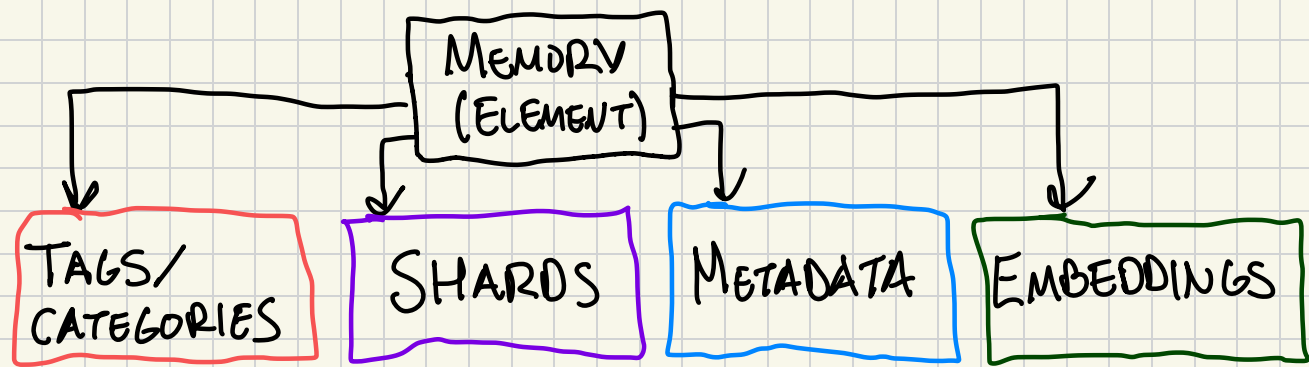 MEMORY
(ELEMENT)
TAGS/
CATEGORIES
SHARDS
METADATA
EMBEDDINGS